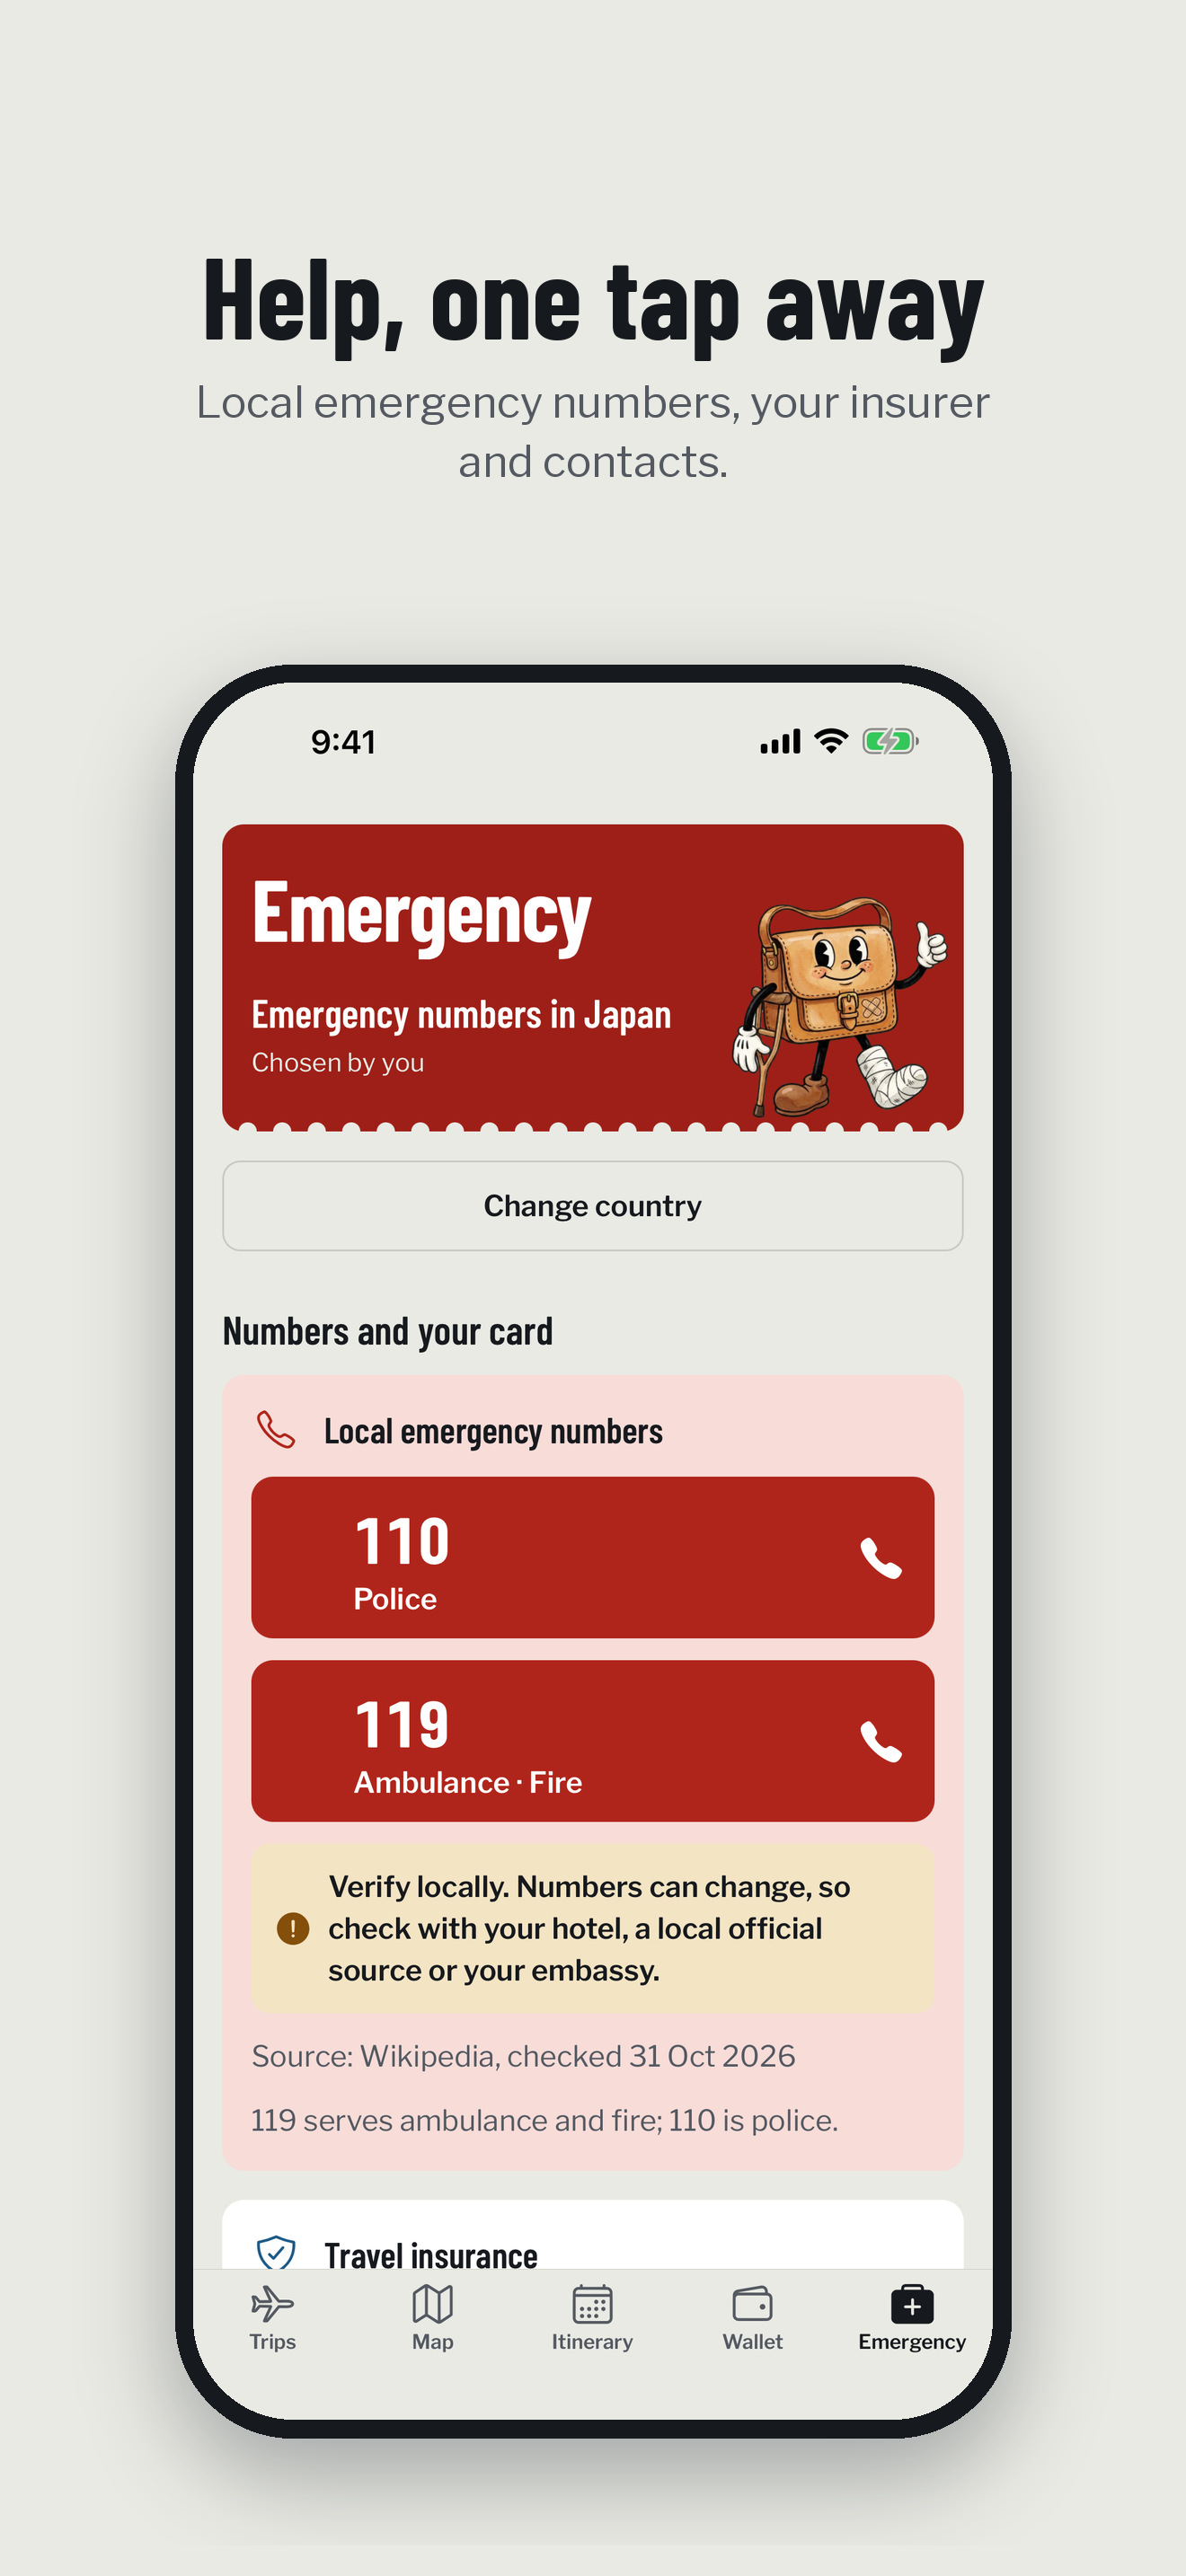 Help, one tap away
Local emergency numbers, your insurer
and contacts.
9:41
Emergency
Emergency numbers in Japan
Chosen by you
Change country
Numbers and your card
Local emergency numbers
110
Police
119
Ambulance · Fire
Verify locally. Numbers can change, so
check with your hotel, a local official
source or your embassy.
Source: Wikipedia, checked 31 Oct 2026
119 serves ambulance and fire; 110 is police.
Travel insurance
Trips
Map
Itinerary
Wallet
Emergency